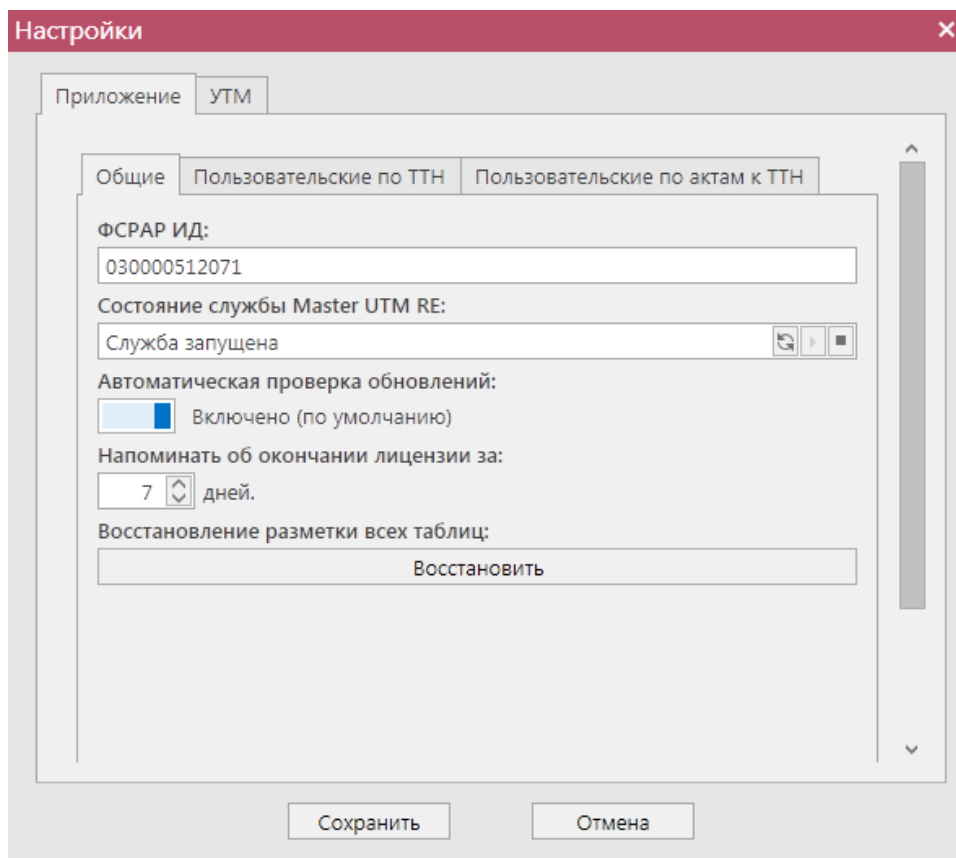 Настройки
Приложение УТМ
Общие Пользовательские по ТТН Пользовательские по актам к ТТН
ФСРАР ИД:
030000512071
Состояние службы Master UTM RE:
Служба запущена
Автоматическая проверка обновлений:
Включено (по умолчанию)
Напоминать об окончании лицензии за:
7 дней.
Восстановление разметки всех таблиц:
Восстановить
Сохранить Отмена